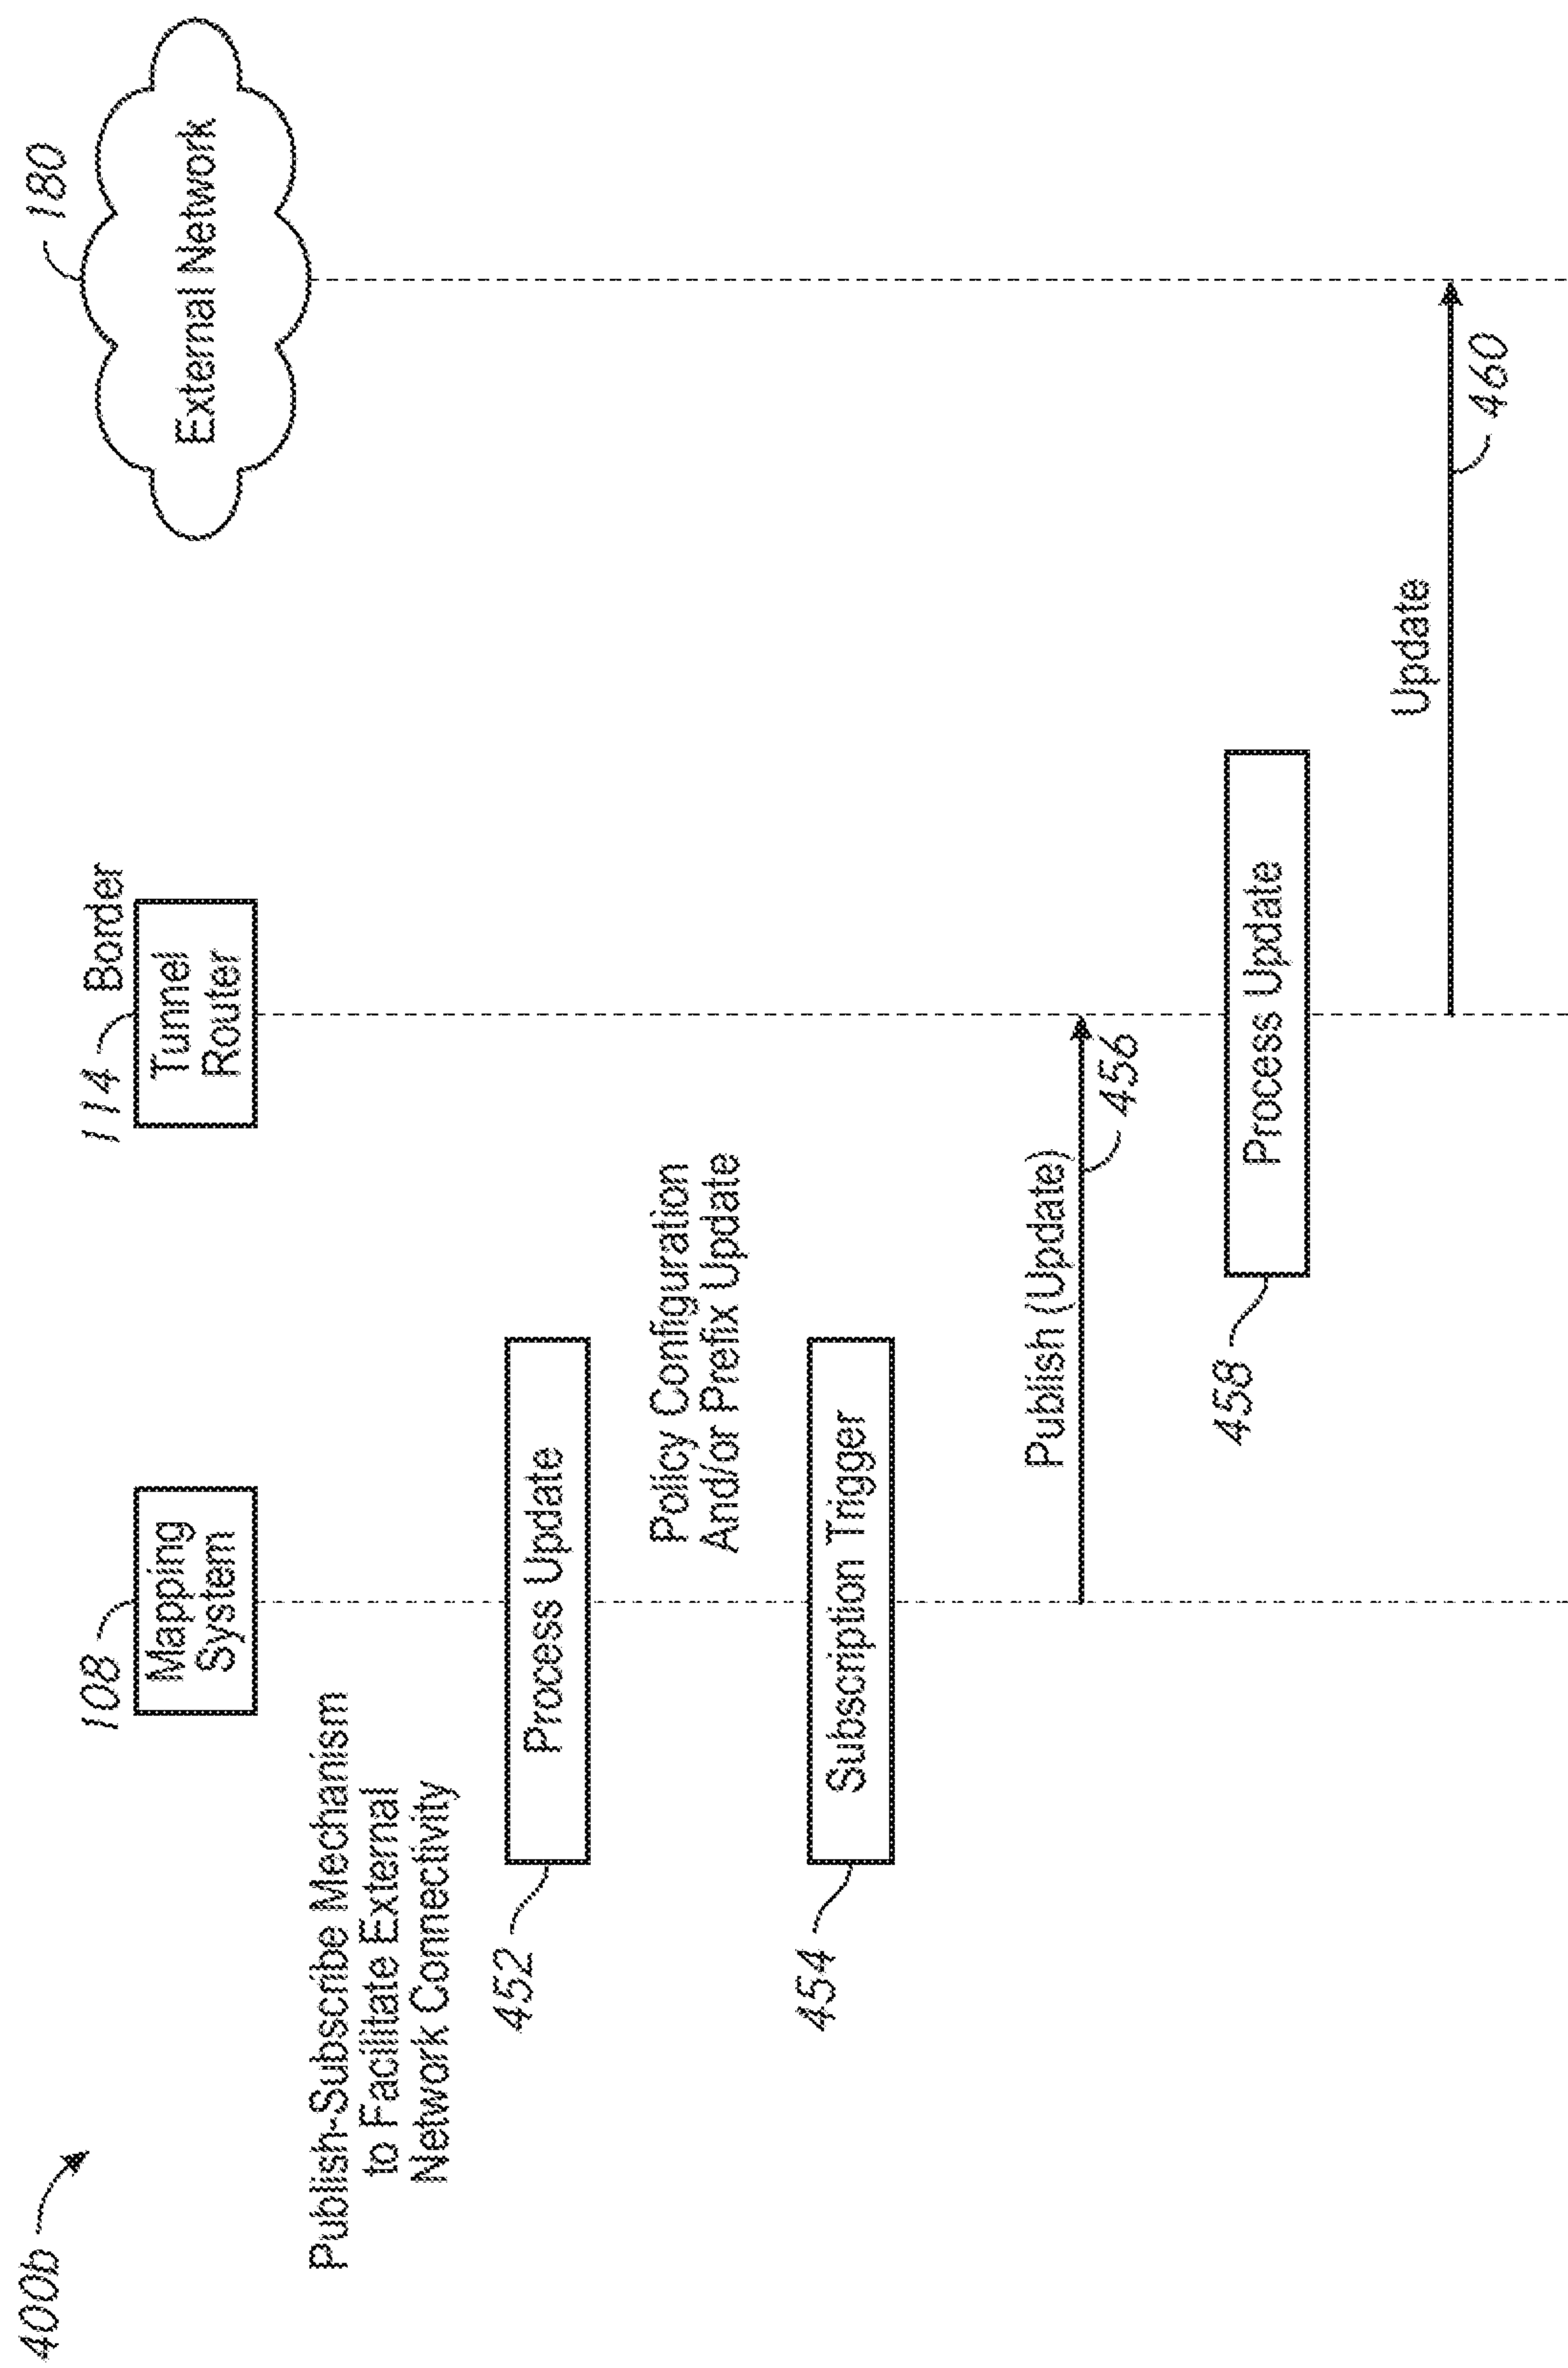 400b
108
Mapping
System
114
Border
Tunnel
Router
180
External Network
Publish-Subscribe Mechanism
to Facilitate External
Network Connectivity
452
Process Update
Policy Configuration
And/or Prefix Update
454
Subscription Trigger
Publish (Update)
456
458
Process Update
Update
460